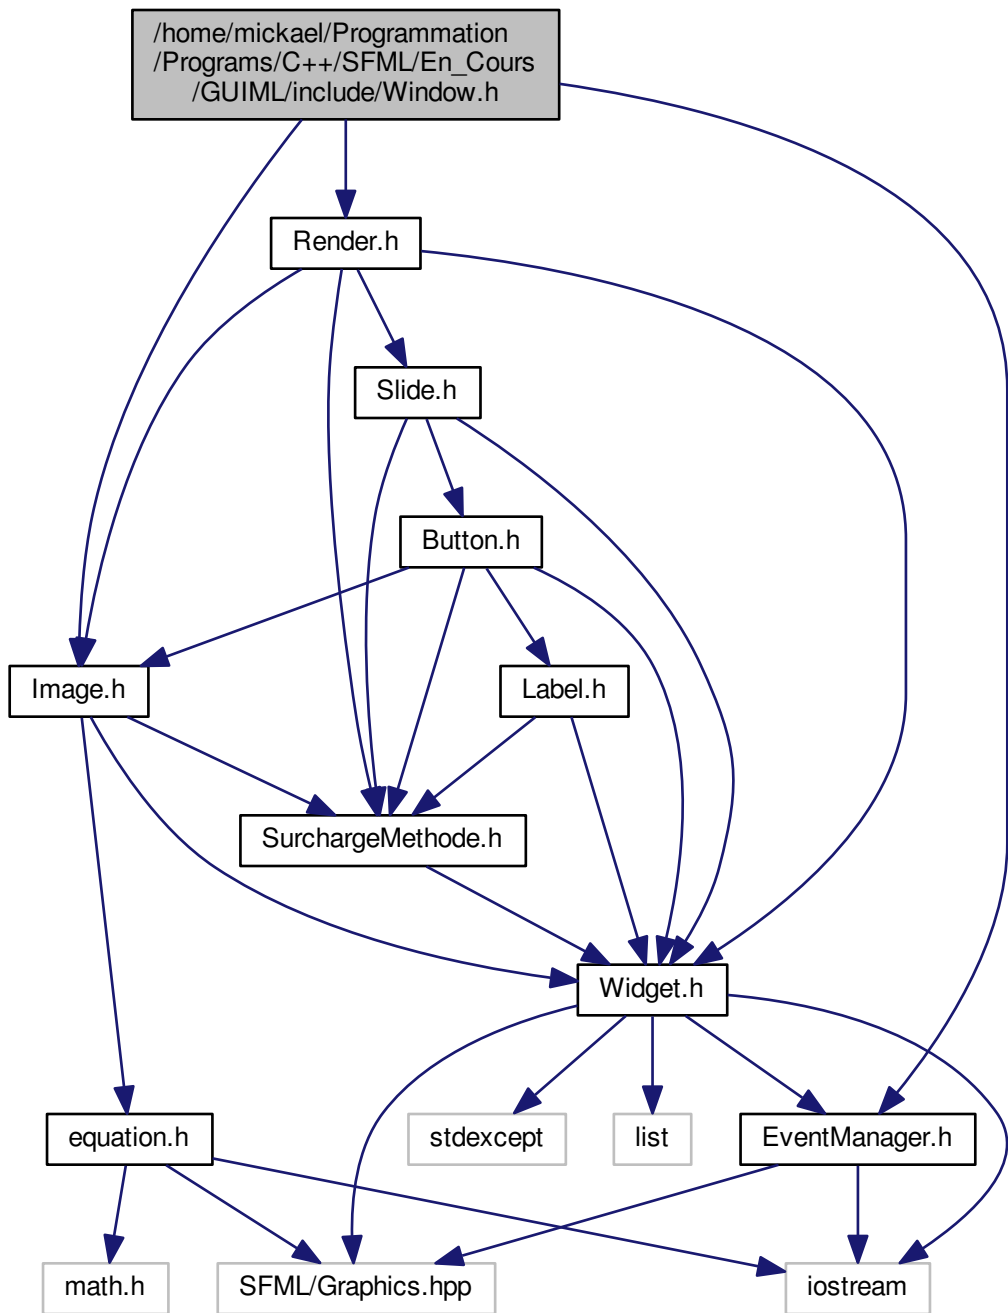 /home/mickael/Programmation
/Programs/C++/SFML/En_Cours
/GUIML/include/Window.h
Render.h
Slide.h
Button.h
Image.h
Label.h
SurchargeMethode.h
Widget.h
equation.h
stdexcept
list
EventManager.h
math.h
SFML/Graphics.hpp
iostream